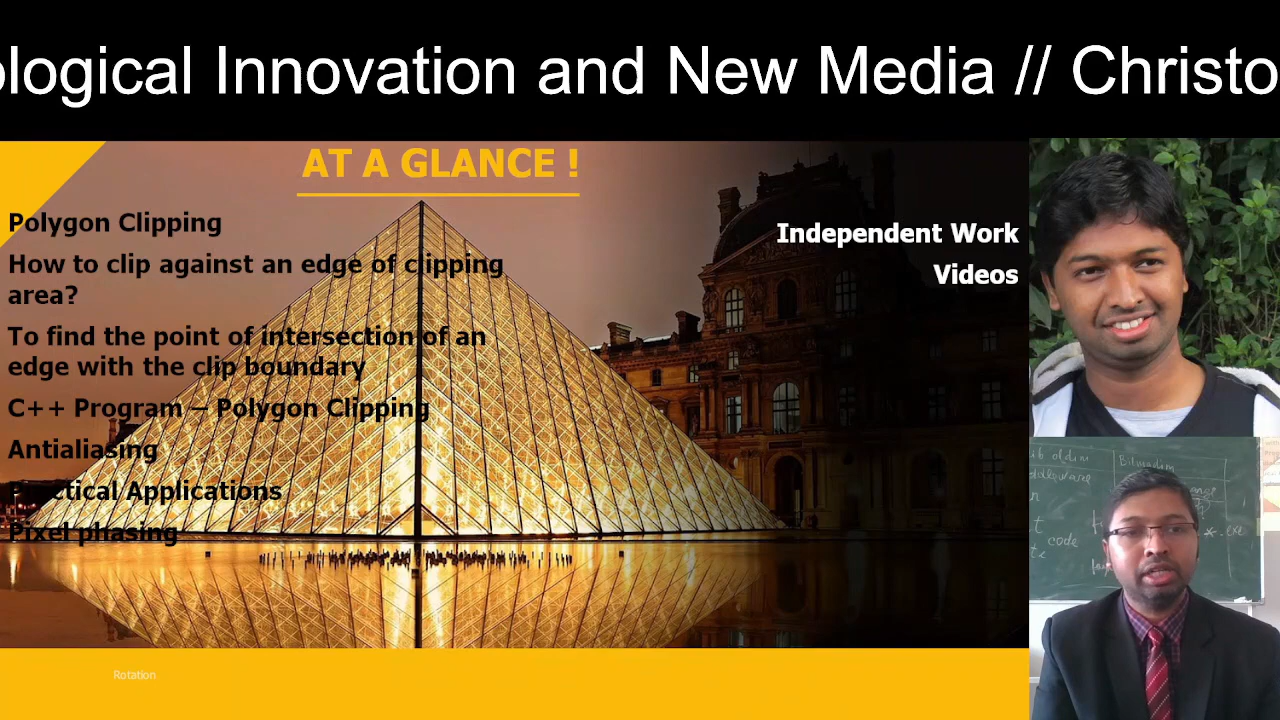 ological Innovation and New Media // Christo
AT A GLANCE !
Polygon Clipping
How to clip against an edge of clipping
area?
To find the point of intersection of an
edge with the clip boundary
C++ Program – Polygon Clipping
Antialiasing
Practical Applications
Pixel phasing
Independent Work
Videos
Rotation
code